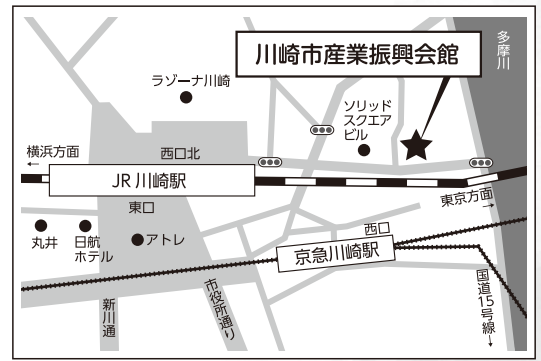 川崎市産業振興会館
多摩川
ラゾーナ川崎
ソリッド
スクエア
ビル
横浜方面
←
西口北
JR 川崎駅
東口
東京方面
→
丸井
日航
ホテル
アトレ
西口
京急川崎駅
新川通
市役所通り
国道15号線→